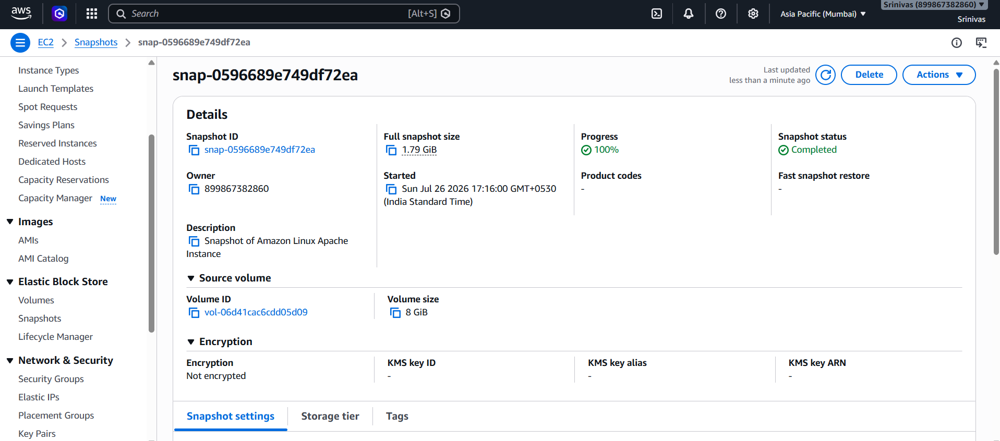 aws
Search
[Alt+S]
Asia Pacific (Mumbai)
Srinivas (899867382860)
Srinivas
EC2
Snapshots
snap-0596689e749df72ea
Instance Types
Launch Templates
Spot Requests
Savings Plans
Reserved Instances
Dedicated Hosts
Capacity Reservations
Capacity Manager New
Images
AMIs
AMI Catalog
Elastic Block Store
Volumes
Snapshots
Lifecycle Manager
Network & Security
Security Groups
Elastic IPs
Placement Groups
Key Pairs
snap-0596689e749df72ea
Last updated
less than a minute ago
Delete
Actions
Details
Snapshot ID
snap-0596689e749df72ea
Full snapshot size
1.79 GiB
Progress
100%
Snapshot status
Completed
Owner
899867382860
Started
Sun Jul 26 2026 17:16:00 GMT+0530
(India Standard Time)
Product codes
-
Fast snapshot restore
-
Description
Snapshot of Amazon Linux Apache
Instance
Source volume
Volume ID
vol-06d41cac6cdd05d09
Volume size
8 GiB
Encryption
Encryption
Not encrypted
KMS key ID
-
KMS key alias
-
KMS key ARN
-
Snapshot settings
Storage tier
Tags